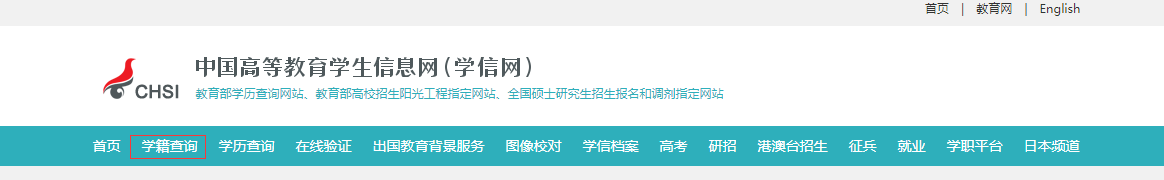 首页 | 教育网 | English
中国高等教育学生信息网(学信网)
CHSI
教育部学历查询网站、教育部高校招生阳光工程指定网站、全国硕士研究生招生报名和调剂指定网站
首页 学籍查询 学历查询 在线验证 出国教育背景服务 图像校对 学信档案 高考 研招 港澳台招生 征兵 就业 学职平台 日本频道